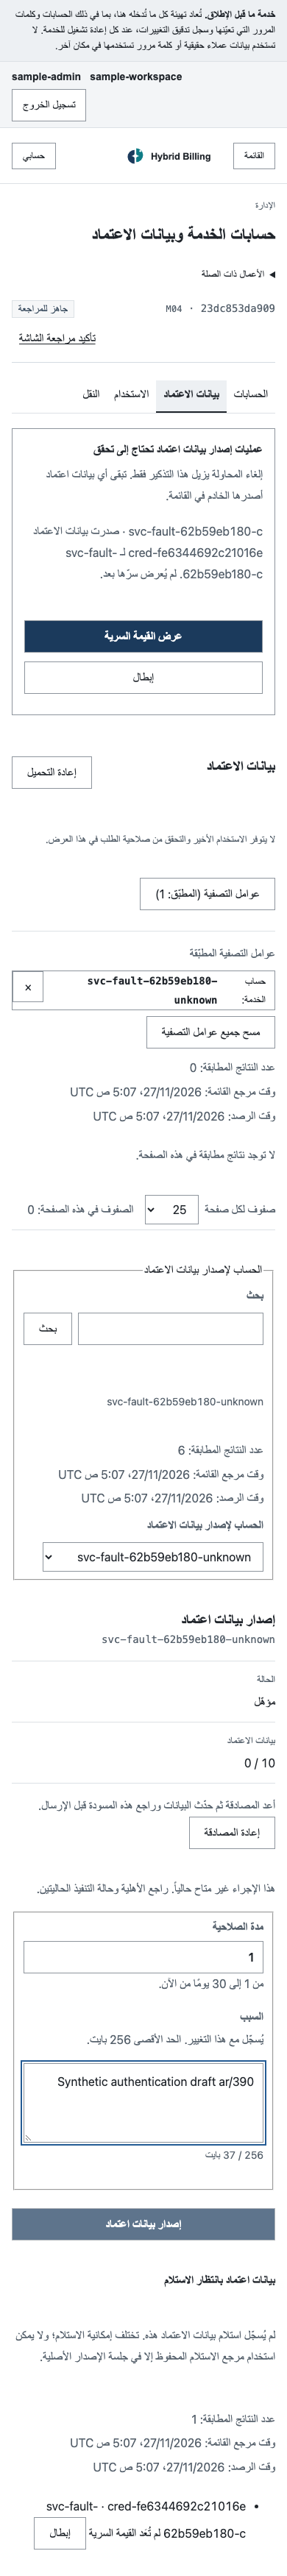 خدمة ما قبل الإطلاق. تُعاد تهيئة كل ما تُدخله هنا، بما في ذلك الحسابات وكلمات
المرور التي تعيّنها وسجل تدقيق التغييرات، عند كل إعادة تشغيل للخدمة. لا
تستخدم بيانات عملاء حقيقية أو كلمة مرور تستخدمها في مكان آخر.
sample-admin sample-workspace
تسجيل الخروج
القائمة
Hybrid Billing
حسابي
الإدارة
حسابات الخدمة وبيانات الاعتماد
الأعمال ذات الصلة
M04 · 23dc853da909
جاهز للمراجعة
تأكيد مراجعة الشاشة
الحسابات
بيانات الاعتماد
الاستخدام
النقل
عمليات إصدار بيانات اعتماد تحتاج إلى تحقق
إلغاء المحاولة يزيل هذا التذكير فقط. تبقى أي بيانات اعتماد
أصدرها الخادم في القائمة.
svc-fault-62b59eb180-c · صدرت بيانات الاعتماد
cred-fe6344692c21016e لـ svc-fault-
62b59eb180-c. لم يُعرض سرّها بعد.
عرض القيمة السرية
إبطال
بيانات الاعتماد
إعادة التحميل
لا يتوفر الاستخدام الأخير والتحقق من صلاحية الطلب في هذا العرض.
عوامل التصفية (المطبّق: 1)
عوامل التصفية المطبّقة
حساب الخدمة:
svc-fault-62b59eb180-
unknown
×
مسح جميع عوامل التصفية
عدد النتائج المطابقة: 0
وقت مرجع القائمة: 27/11/2026، 5:07 ص UTC
وقت الرصد: 27/11/2026، 5:07 ص UTC
لا توجد نتائج مطابقة في هذه الصفحة.
صفوف لكل صفحة 25 الصفوف في هذه الصفحة: 0
الحساب لإصدار بيانات الاعتماد
بحث
بحث
svc-fault-62b59eb180-unknown
عدد النتائج المطابقة: 6
وقت مرجع القائمة: 27/11/2026، 5:07 ص UTC
وقت الرصد: 27/11/2026، 5:07 ص UTC
الحساب لإصدار بيانات الاعتماد
svc-fault-62b59eb180-unknown
إصدار بيانات اعتماد
svc-fault-62b59eb180-unknown
الحالة
مؤهّل
بيانات الاعتماد
0 / 10
أعد المصادقة ثم حدّث البيانات وراجع هذه المسودة قبل الإرسال.
إعادة المصادقة
هذا الإجراء غير متاح حالياً. راجع الأهلية وحالة التنفيذ الحاليتين.
مدة الصلاحية
1
من 1 إلى 30 يومًا من الآن.
السبب
يُسجّل مع هذا التغيير. الحد الأقصى 256 بايت.
Synthetic authentication draft ar/390
256 / 37 بايت
إصدار بيانات اعتماد
بيانات اعتماد بانتظار الاستلام
لم يُسجّل استلام بيانات الاعتماد هذه. تختلف إمكانية الاستلام؛ ولا يمكن
استخدام مرجع الاستلام المحفوظ إلا في جلسة الإصدار الأصلية.
عدد النتائج المطابقة: 1
وقت مرجع القائمة: 27/11/2026، 5:07 ص UTC
وقت الرصد: 27/11/2026، 5:07 ص UTC
• svc-fault- · cred-fe6344692c21016e
62b59eb180-c لم تُعَد القيمة السرية إبطال